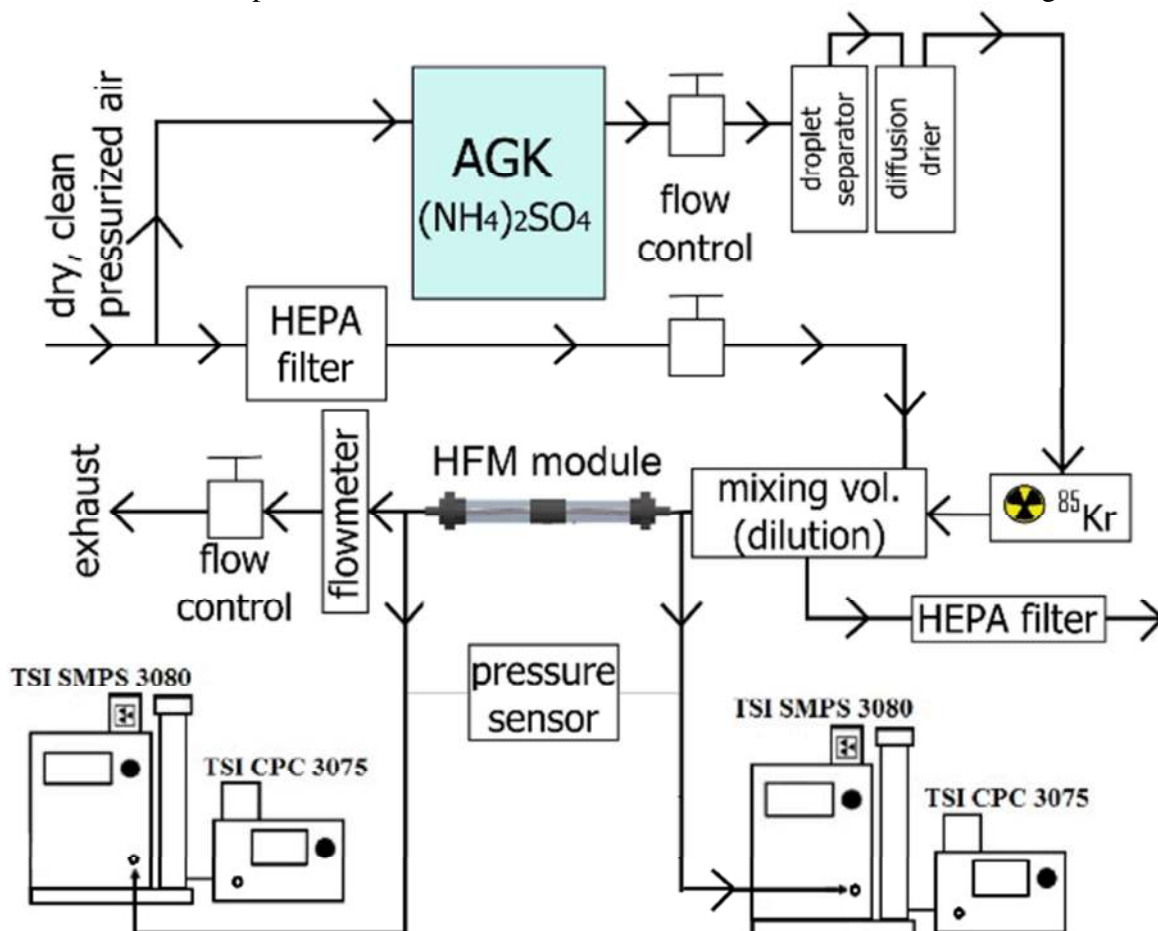 dry, clean
pressurized air
AGK
(NH4)2SO4
flow
control
droplet
separator
diffusion
drier
HEPA
filter
exhaust
flow
control
flowmeter
HFM module
mixing vol.
(dilution)
85Kr
HEPA filter
pressure
sensor
TSI SMPS 3080
TSI CPC 3075
TSI SMPS 3080
TSI CPC 3075